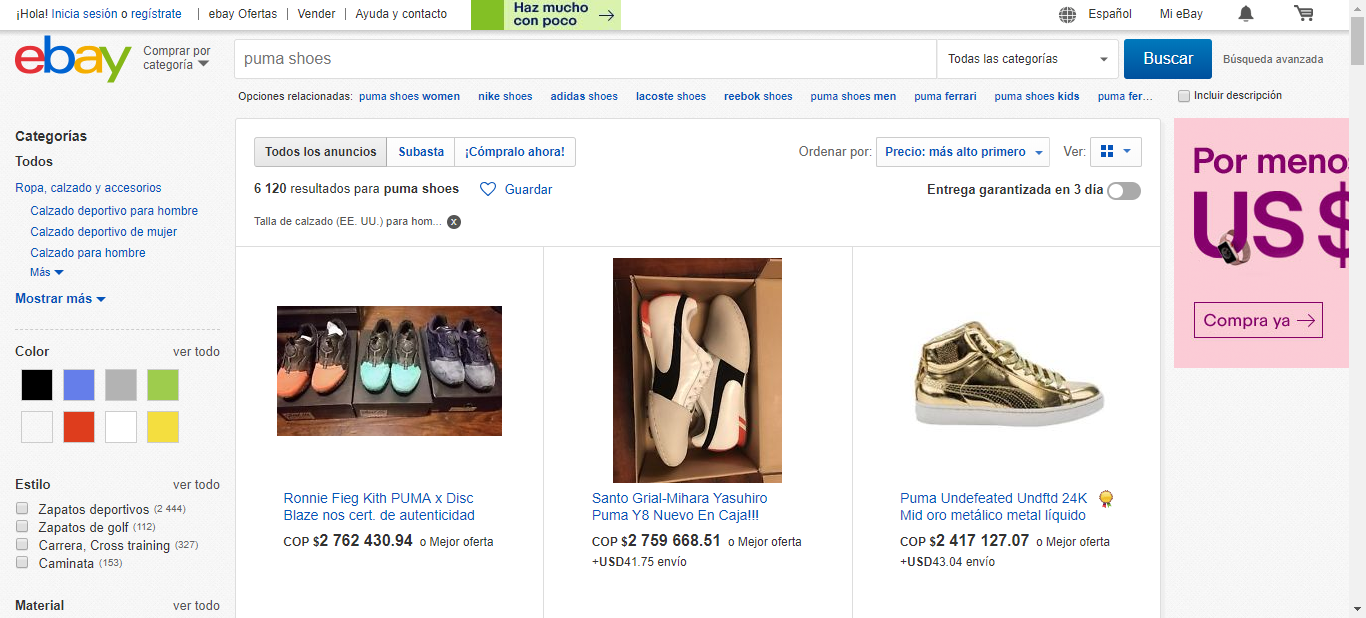 ¡Hola! Inicia sesión o regístrate | ebay Ofertas | Vender | Ayuda y contacto
Haz mucho
con poco →
Español Mi eBay
ebay
Comprar por
categoría
puma shoes Todas las categorías Buscar Búsqueda avanzada
Opciones relacionadas: puma shoes women nike shoes adidas shoes lacoste shoes reebok shoes puma shoes men puma ferrari puma shoes kids puma fer... Incluir descripción
Categorías
Todos
Ropa, calzado y accesorios
Calzado deportivo para hombre
Calzado deportivo de mujer
Calzado para hombre
Más
Mostrar más
Color ver todo
Estilo ver todo
Zapatos deportivos (2 444)
Zapatos de golf (112)
Carrera, Cross training (327)
Caminata (153)
Material ver todo
Todos los anuncios Subasta ¡Cómpralo ahora! Ordenar por: Precio: más alto primero Ver:
6 120 resultados para puma shoes Guardar Entrega garantizada en 3 día
Talla de calzado (EE. UU.) para hom... x
Ronnie Fieg Kith PUMA x Disc
Blaze nos cert. de autenticidad
COP $2 762 430.94 o Mejor oferta
Santo Grial-Mihara Yasuhiro
Puma Y8 Nuevo En Caja!!!
COP $2 759 668.51 o Mejor oferta
+USD41.75 envío
Puma Undefeated Undftd 24K
Mid oro metálico metal líquido
COP $2 417 127.07 o Mejor oferta
+USD43.04 envío
Por menos
US $
Compra ya →